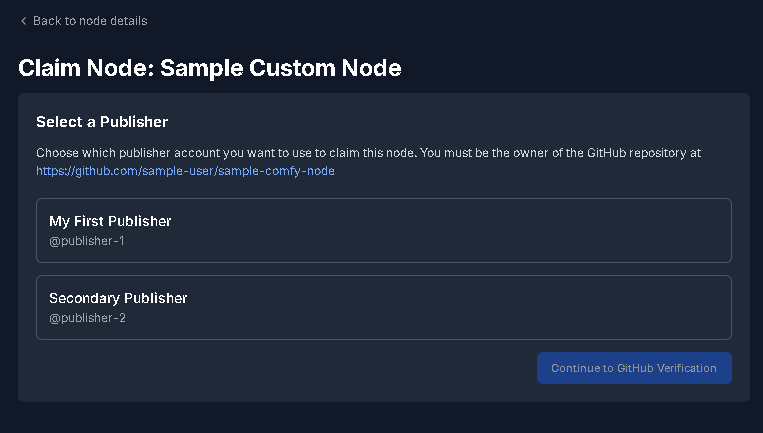 Back to node details
Claim Node: Sample Custom Node
Select a Publisher
Choose which publisher account you want to use to claim this node. You must be the owner of the GitHub repository at
https://github.com/sample-user/sample-comfy-node
My First Publisher
@publisher-1
Secondary Publisher
@publisher-2
Continue to GitHub Verification